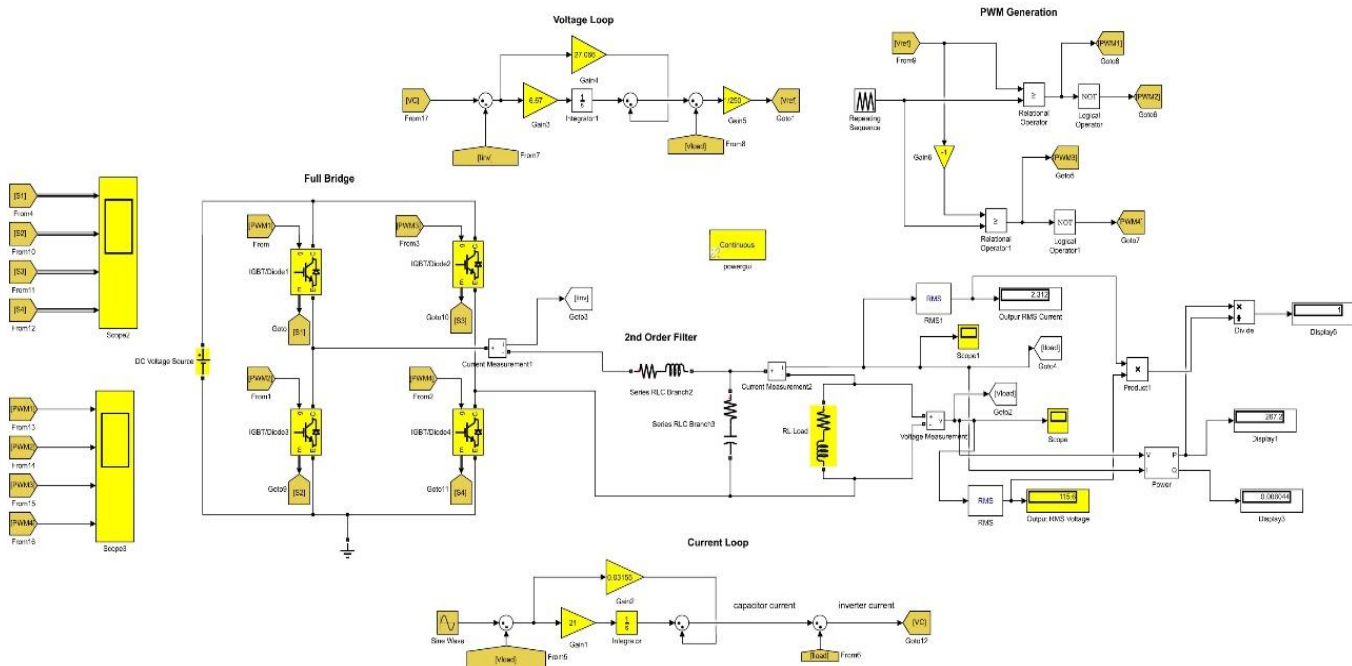 Voltage Loop
PWM Generation
27.086
Gain4
[VC]
From17
6.67
Gain3
1
s
Integrator1
[Iinv]
From7
[Vload]
From8
Gain5
[Vref]
Goto1
[Vref]
From9
Repeating
Sequence
-1
Gain6
≥
Relational
Operator
NOT
Logical
Operator
[PWM1]
Goto8
[PWM2]
Goto6
[PWM3]
Goto5
≥
Relational
Operator1
NOT
Logical
Operator1
[PWM4]
Goto7
[S1]
From4
[S2]
From10
[S3]
From11
[S4]
From12
Scope2
[PWM1]
From13
[PWM2]
From14
[PWM3]
From15
[PWM4]
From16
Scope3
Full Bridge
DC Voltage Source
[PWM1]
From
IGBT/Diode1
Goto
[S1]
[PWM3]
From3
IGBT/Diode2
Goto10
[S3]
[PWM2]
From1
IGBT/Diode3
Goto9
[S2]
[PWM4]
From2
IGBT/Diode4
Goto11
[S4]
Continuous
powergui
[Iinv]
Goto3
Current Measurement1
2nd Order Filter
Series RLC Branch2
Series RLC Branch3
Current Measurement2
RL Load
Voltage Measurement
RMS
RMS1
2.312
Output RMS Current
Scope1
[Iload]
Goto4
[Vload]
Goto2
Scope
RMS
RMS
115.6
Output RMS Voltage
Product1
Divide
1
Display5
267.2
Display1
V
I
P
Q
Power
0.006044
Display3
Current Loop
Sine Wave
[Vload]
From5
0.03155
Gain2
21
Gain1
1
s
Integrator
capacitor current
inverter current
[Iload]
From6
[VC]
Goto12